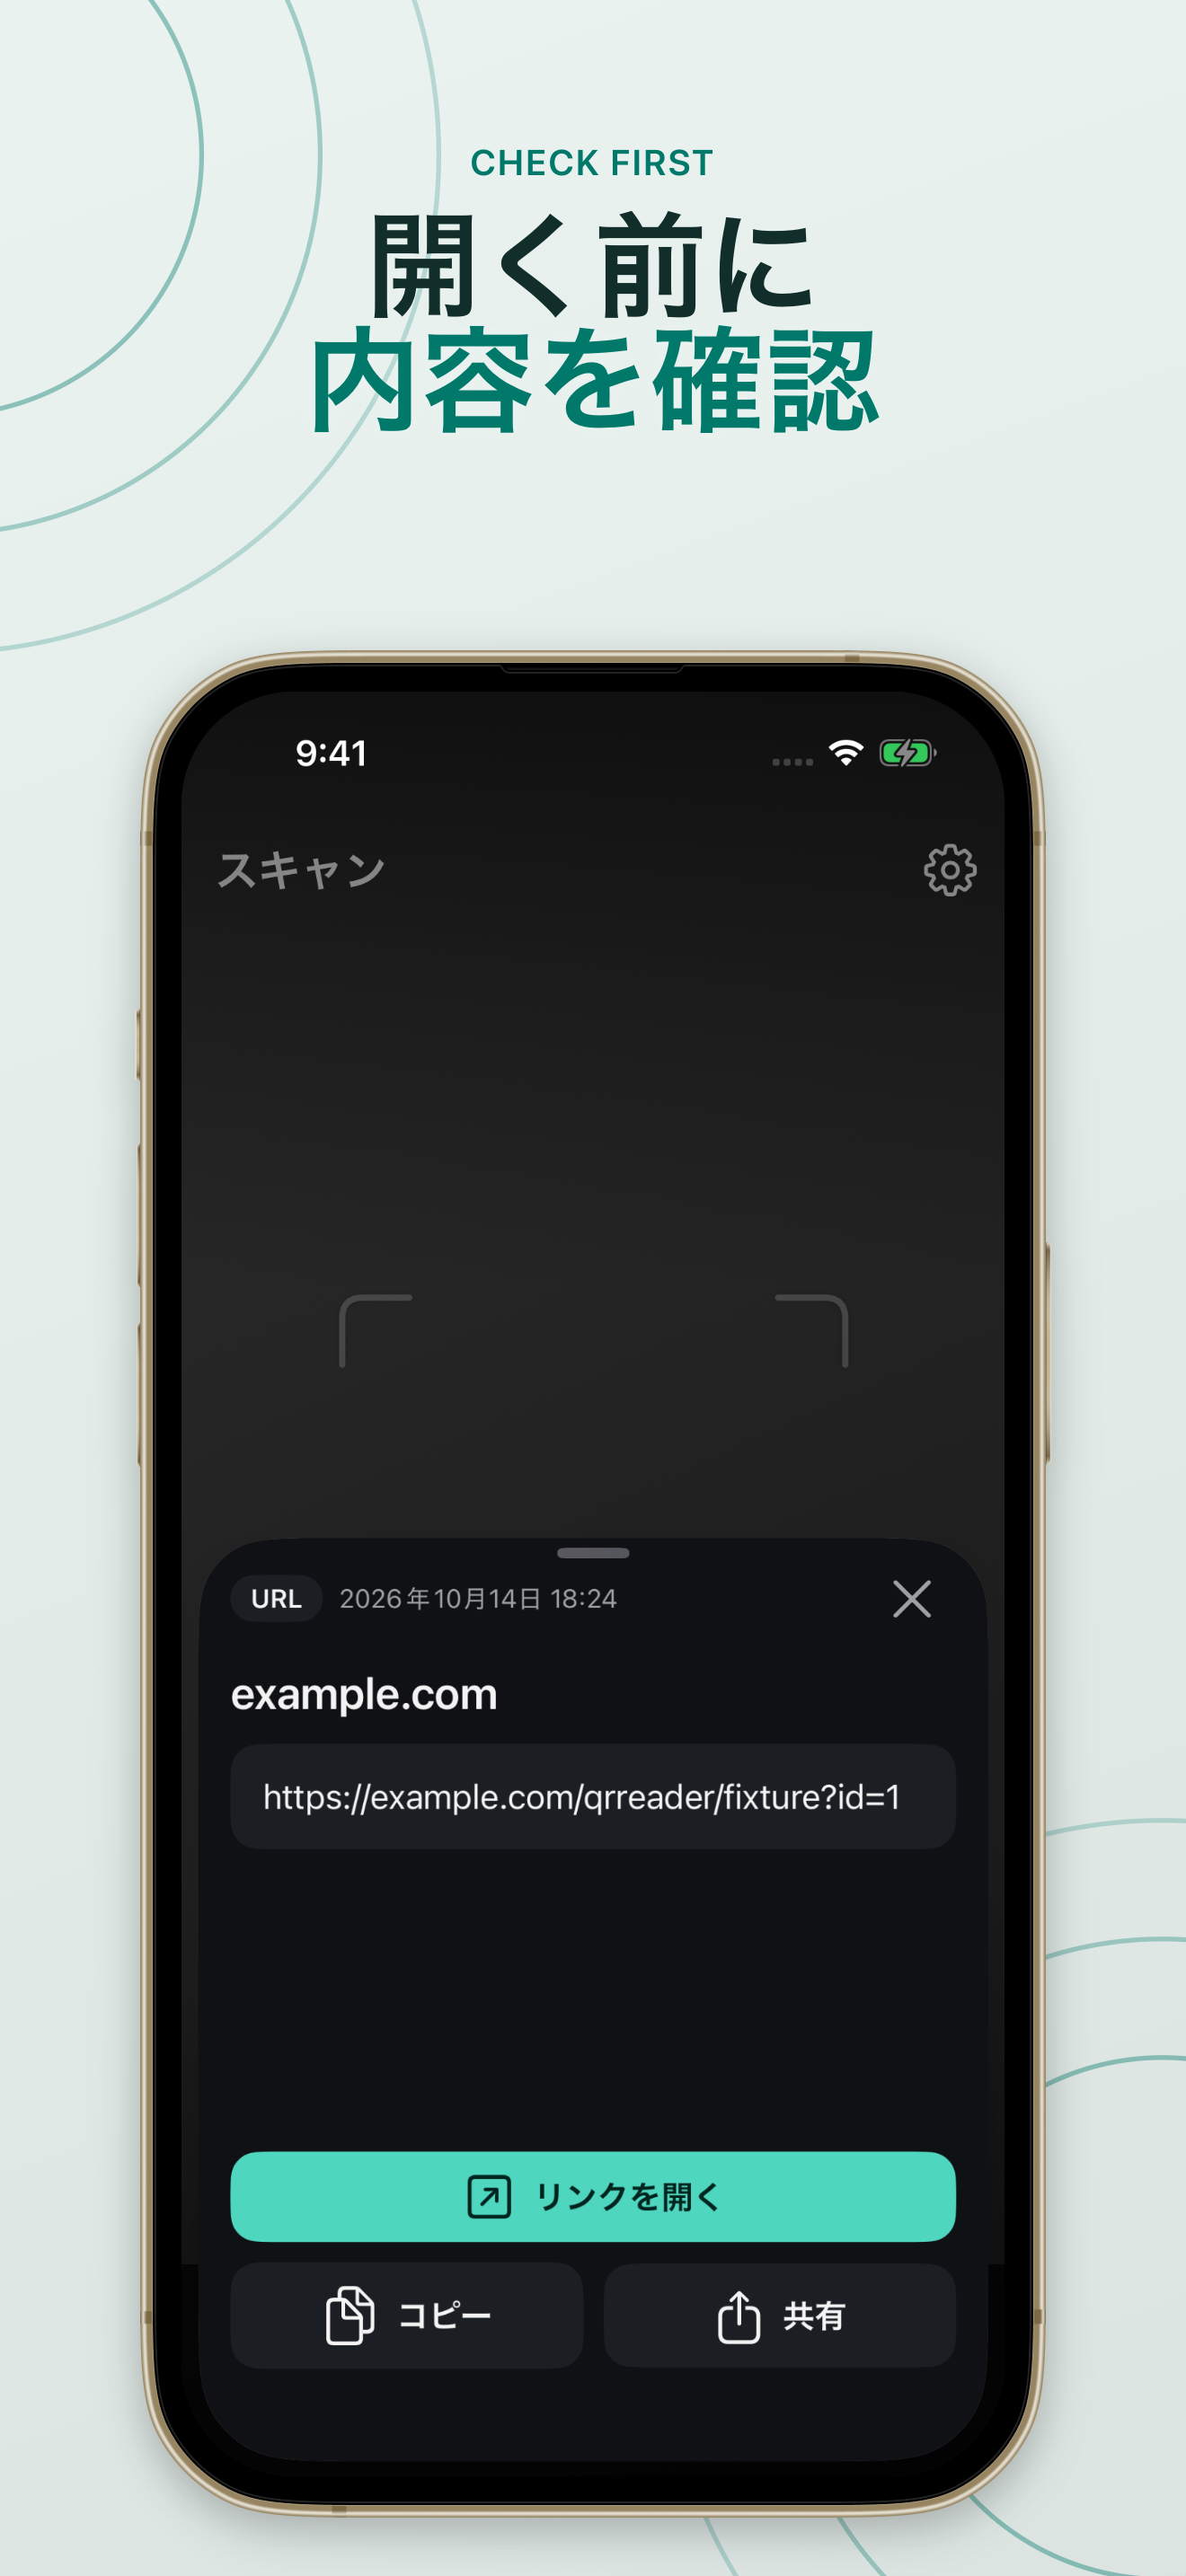 CHECK FIRST
開く前に
内容を確認
9:41
スキャン
URL 2026年10月14日 18:24
example.com
https://example.com/qrreader/fixture?id=1
リンクを開く
コピー 共有